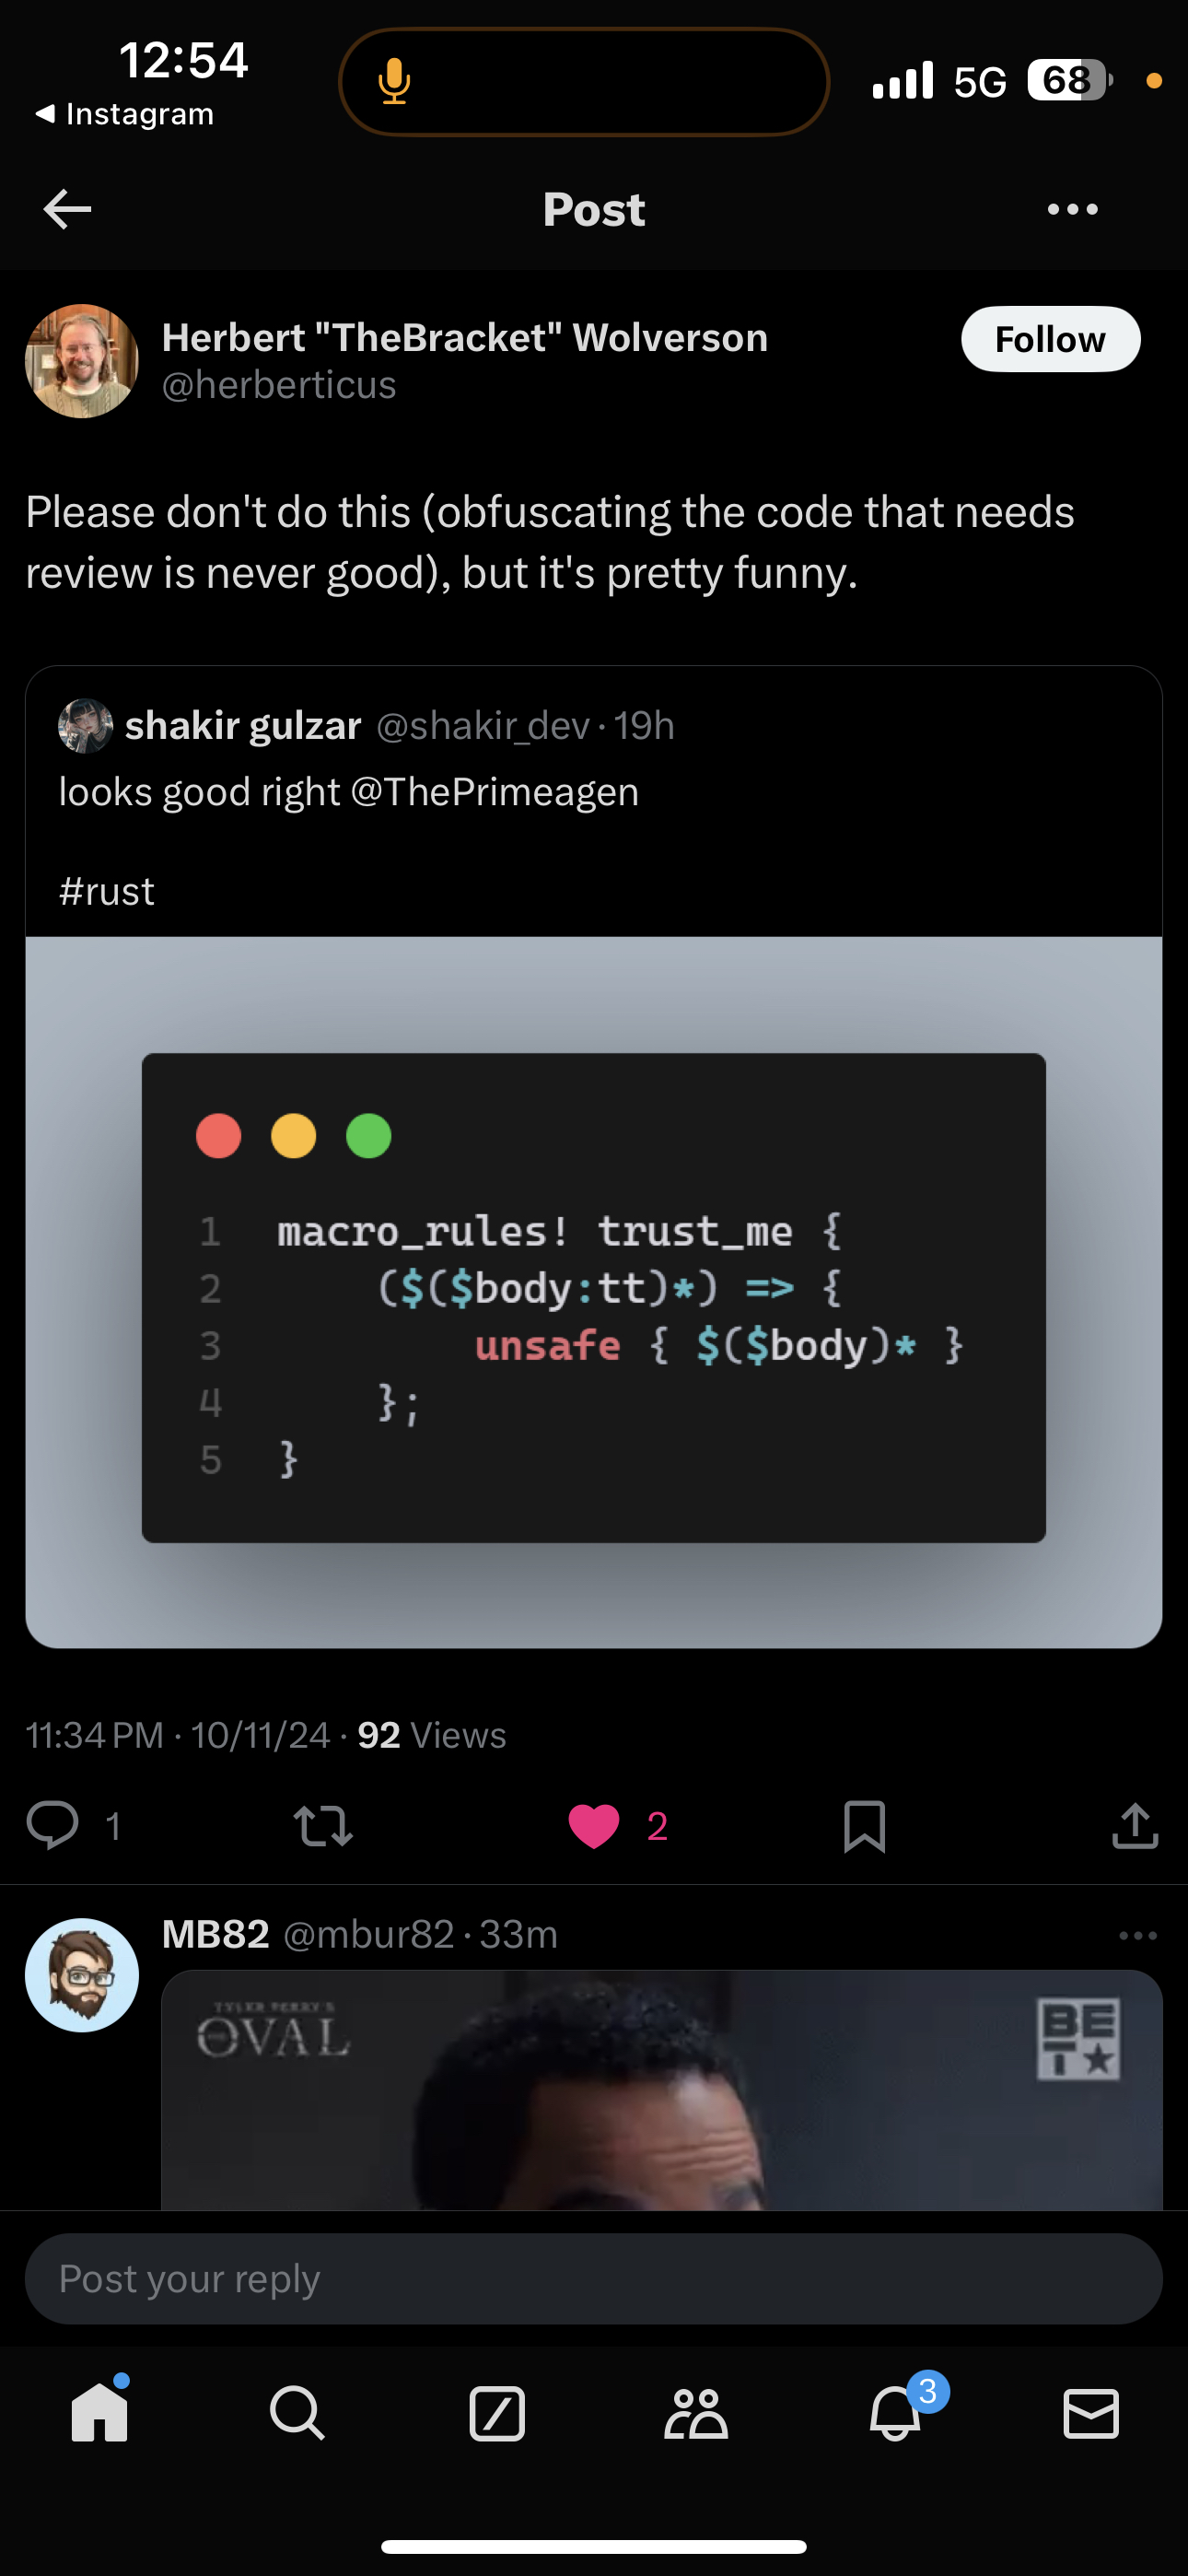 12:54
5G
68
Instagram
Post
Herbert "TheBracket" Wolverson
@herberticus
Follow
Please don't do this (obfuscating the code that needs
review is never good), but it's pretty funny.
shakir gulzar @shakir_dev · 19h
looks good right @ThePrimeagen
#rust
1 macro_rules! trust_me {
2 ($($body:tt)*) => {
3 unsafe { $($body)* }
4 };
5 }
11:34 PM · 10/11/24 · 92 Views
1
2
MB82 @mbur82 · 33m
TYLER PERRY'S
OVAL
BET
Post your reply
3